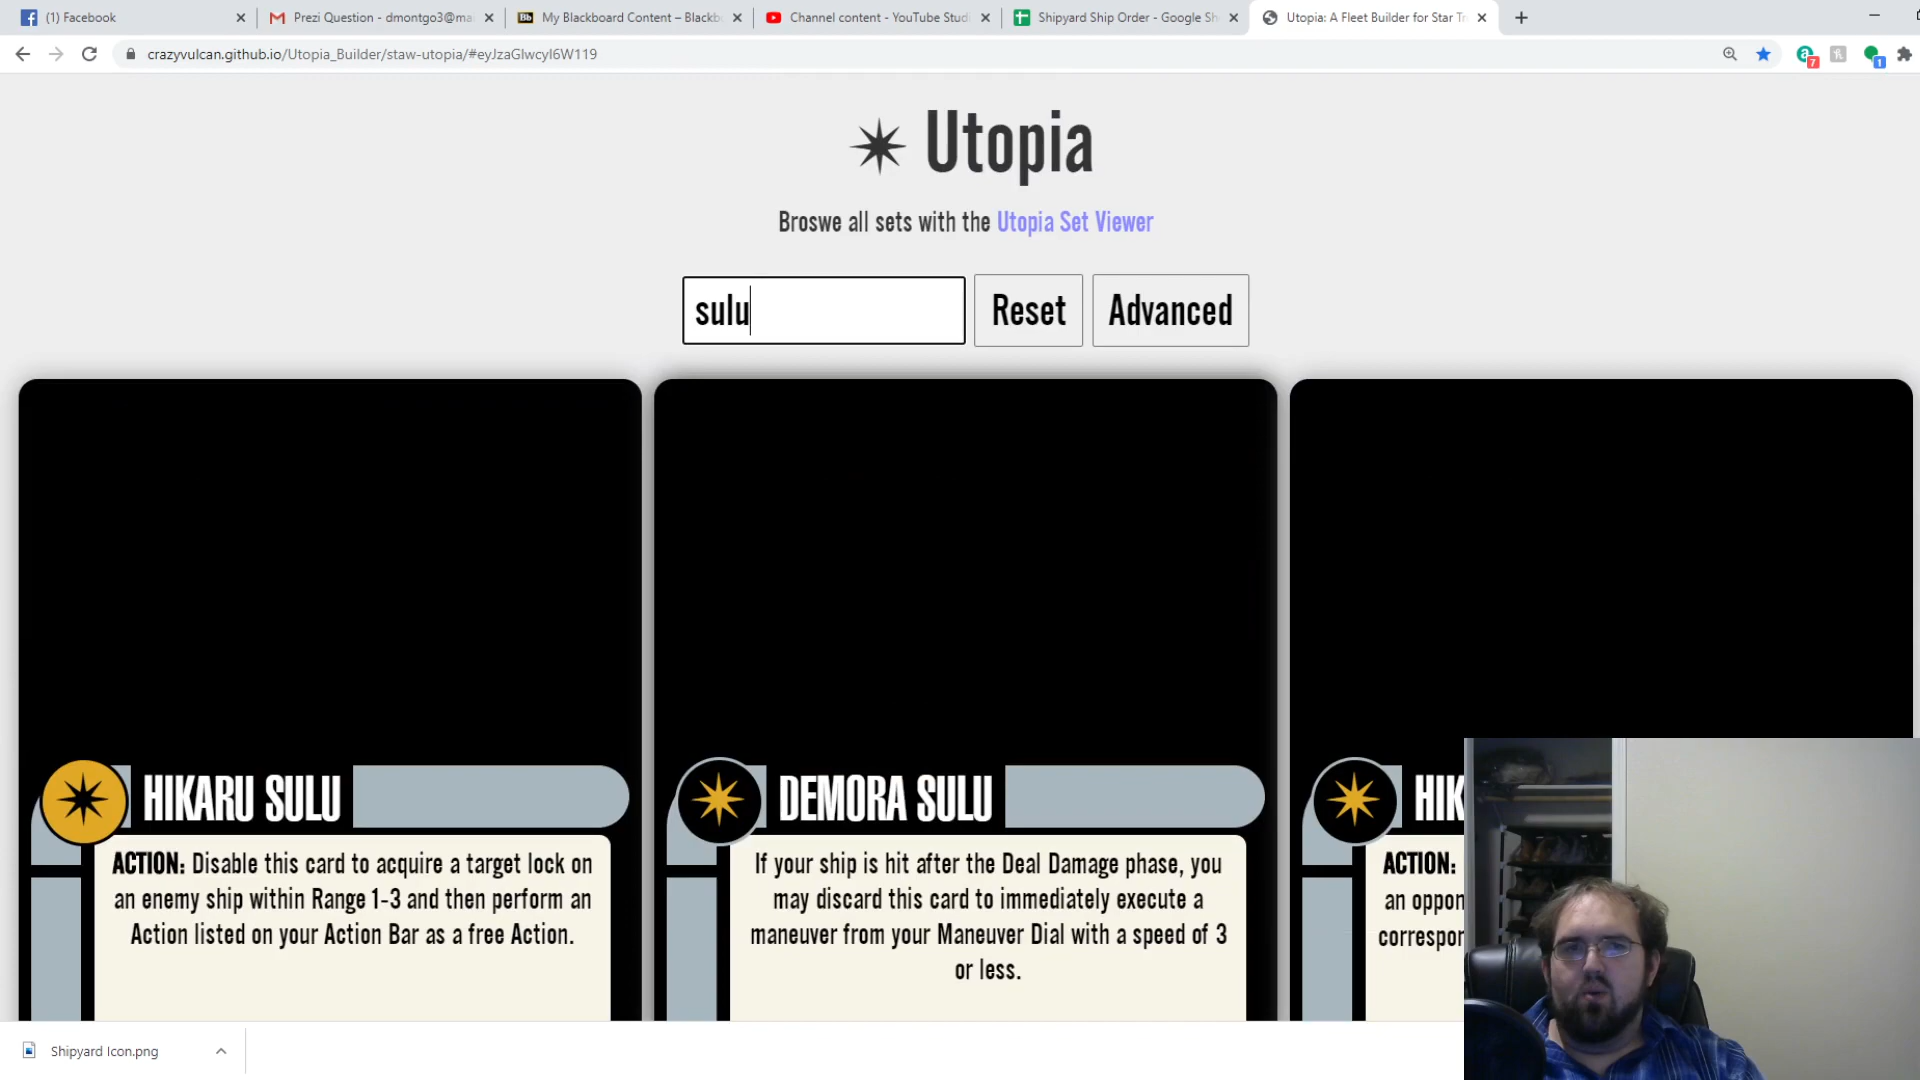 (1) Facebook
Prezi Question - dmontgo3@ma
My Blackboard Content – Blackb
Channel content - YouTube Stud
Shipyard Ship Order - Google Sh
Utopia: A Fleet Builder for Star Tr
crazyvulcan.github.io/Utopia_Builder/staw-utopia/#eyJzaGlwcyI6W119
7
1
Utopia
Broswe all sets with the Utopia Set Viewer
sulu
Reset
Advanced
HIKARU SULU
ACTION: Disable this card to acquire a target lock on
an enemy ship within Range 1-3 and then perform an
Action listed on your Action Bar as a free Action.
DEMORA SULU
If your ship is hit after the Deal Damage phase, you
may discard this card to immediately execute a
maneuver from your Maneuver Dial with a speed of 3
or less.
HIK
ACTION:
an oppon
correspor
Shipyard Icon.png